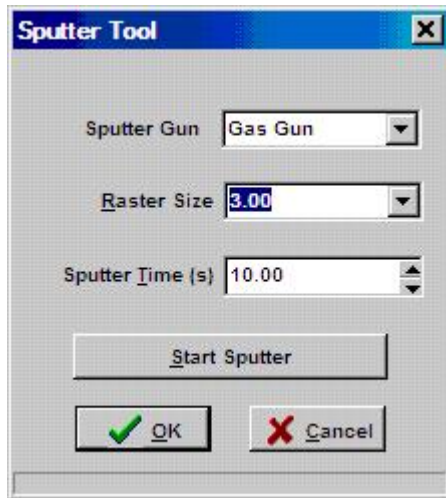 Sputter Tool
Sputter Gun Gas Gun
Raster Size 3.00
Sputter Time (s) 10.00
Start Sputter
OK Cancel